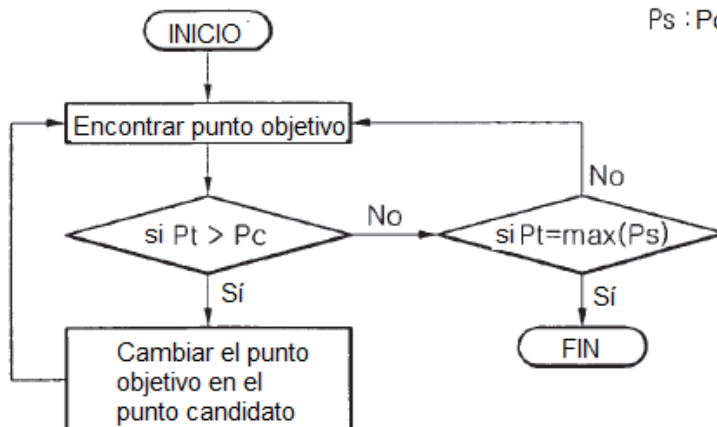 INICIO
Ps :
Encontrar punto objetivo
No
si Pt > Pc
No
si Pt=max(Ps)
Sí
Sí
Cambiar el punto
objetivo en el
punto candidato
FIN